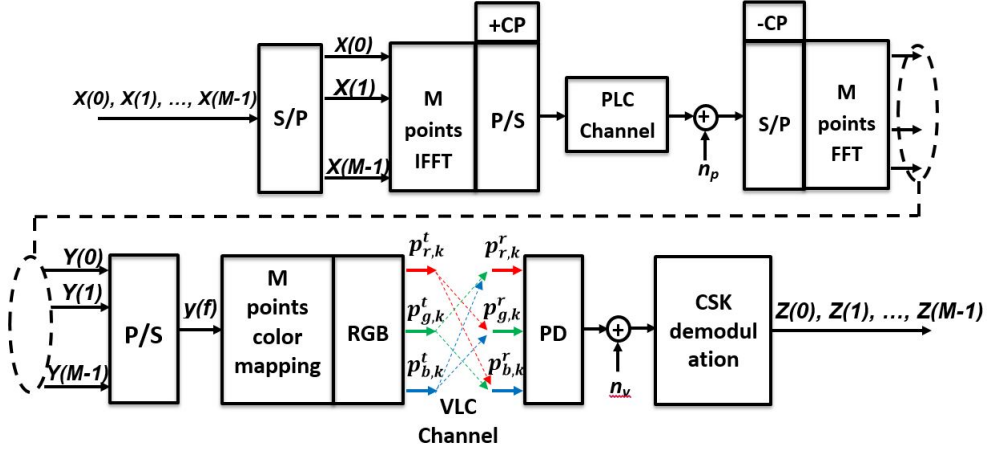 +CP
-CP
X(0), X(1), ..., X(M-1)
S/P
X(0)
X(1)
X(M-1)
M
points
IFFT
P/S
PLC
Channel
+
n_p
S/P
M
points
FFT
Y(0)
Y(1)
Y(M-1)
P/S
y(f)
M
points
color
mapping
RGB
p^t_{r,k}
p^t_{g,k}
p^t_{b,k}
VLC
Channel
p^r_{r,k}
p^r_{g,k}
p^r_{b,k}
PD
+
n_v
CSK
demodul
ation
Z(0), Z(1), ..., Z(M-1)